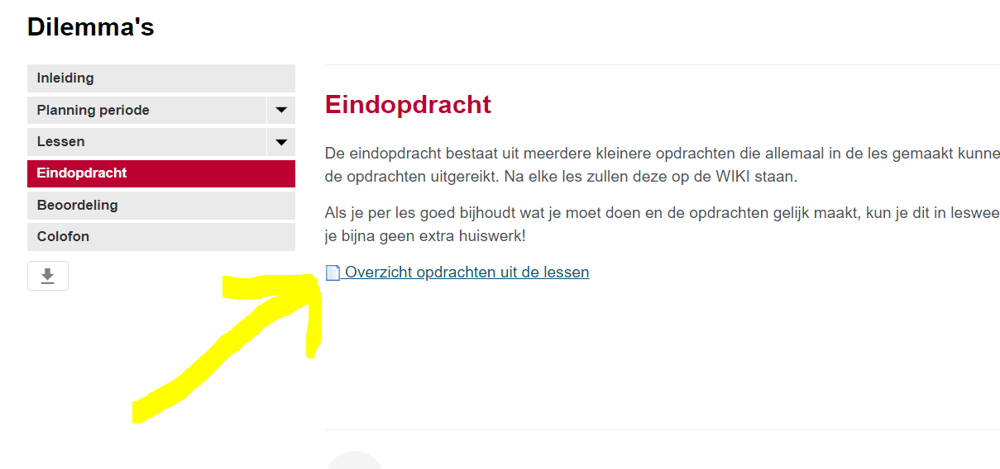 Dilemma's
Inleiding
Planning periode
Lessen
Eindopdracht
Beoordeling
Colofon
Eindopdracht
De eindopdracht bestaat uit meerdere kleinere opdrachten die allemaal in de les gemaakt kunne
de opdrachten uitgereikt. Na elke les zullen deze op de WIKI staan.
Als je per les goed bijhoudt wat je moet doen en de opdrachten gelijk maakt, kun je dit in leswee
je bijna geen extra huiswerk!
Overzicht opdrachten uit de lessen